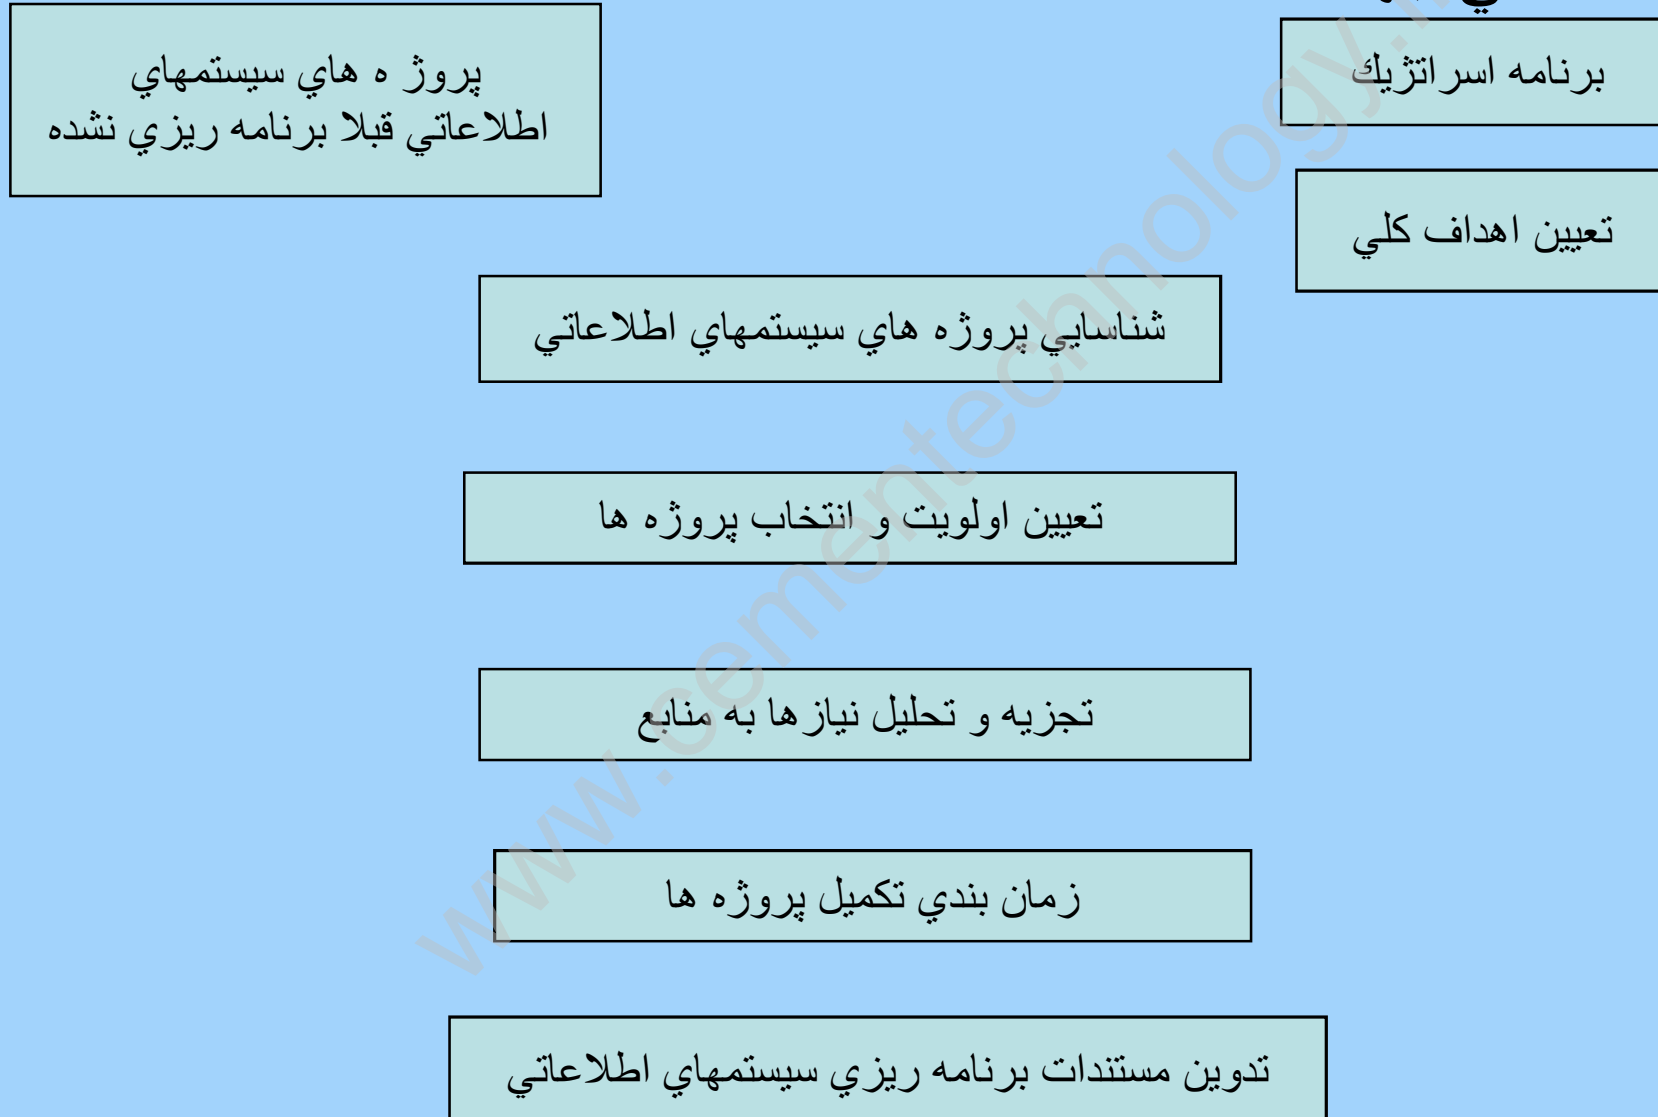 برنامه استراتژيك
پروژ ه هاي سيستمهاي
اطلاعاتي قبلا برنامه ريزي نشده
تعيين اهداف كلي
شناسايي پروژه هاي سيستمهاي اطلاعاتي
تعيين اولويت و انتخاب پروژه ها
تجزيه و تحليل نيازها به منابع
زمان بندي تكميل پروژه ها
تدوين مستندات برنامه ريزي سيستمهاي اطلاعاتي
www.cementechnology.